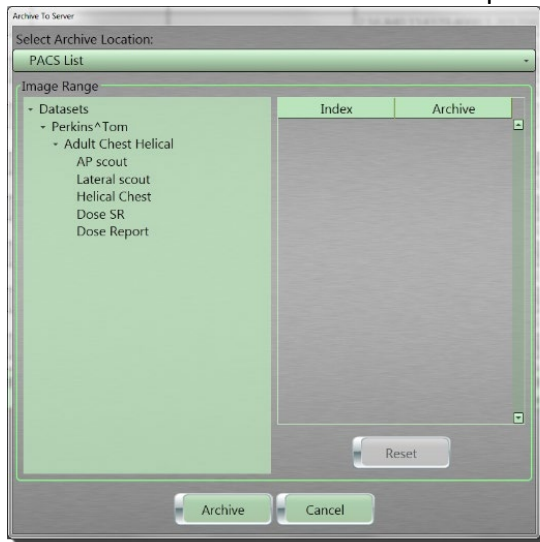 Archive To Server
Select Archive Location:
PACS List
Image Range
Datasets
Perkins^Tom
Adult Chest Helical
AP scout
Lateral scout
Helical Chest
Dose SR
Dose Report
Index Archive
Reset
Archive Cancel